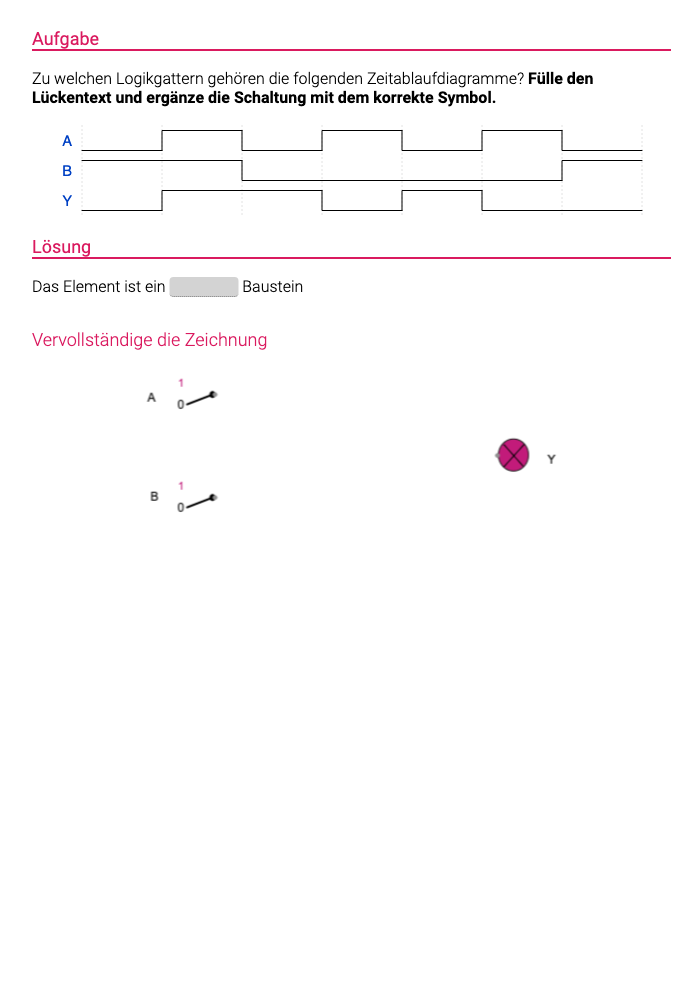 Aufgabe
Zu welchen Logikgattern gehören die folgenden Zeitablaufdiagramme? Fülle den
Lückentext und ergänze die Schaltung mit dem korrekte Symbol.
A
B
Y
Lösung
Das Element ist ein Baustein
Vervollständige die Zeichnung
1
A 0
Y
1
B 0